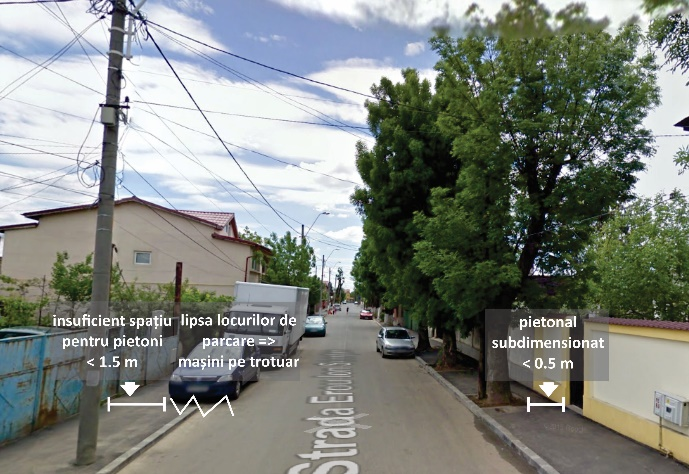 insuficient spațiu
pentru pietoni
< 1.5 m
lipsa locurilor de
parcare =>
mașini pe trotuar
pietonal
subdimensionat
< 0.5 m
Strada